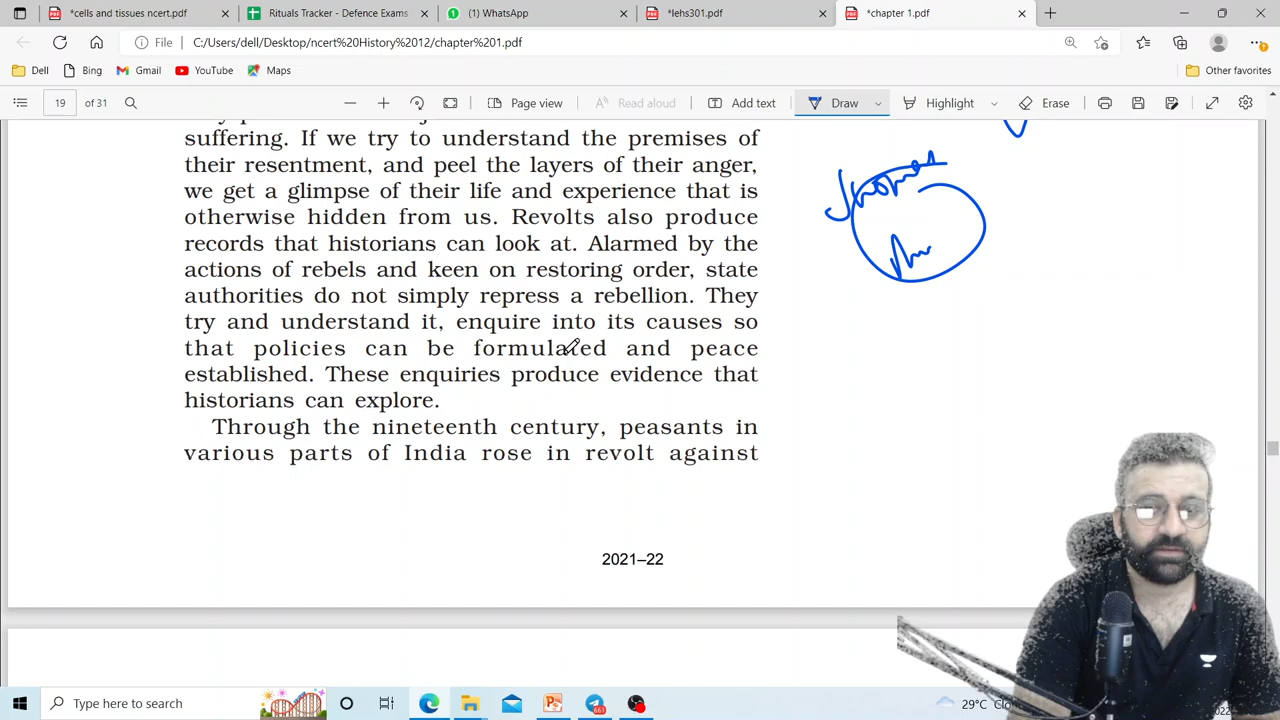 *cells and tissues ncert.pdf
Rituals Tracker - Defence Exams
(1) WhatsApp
*lehs301.pdf
*chapter 1.pdf
File
C:/Users/dell/Desktop/ncert%20History%2012/chapter%201.pdf
Dell
Bing
Gmail
YouTube
Maps
Other favorites
19
of 31
Page view
Read aloud
Add text
Draw
Highlight
Erase
suffering. If we try to understand the premises of
their resentment, and peel the layers of their anger,
we get a glimpse of their life and experience that is
otherwise hidden from us. Revolts also produce
records that historians can look at. Alarmed by the
actions of rebels and keen on restoring order, state
authorities do not simply repress a rebellion. They
try and understand it, enquire into its causes so
that policies can be formulated and peace
established. These enquiries produce evidence that
historians can explore.
Through the nineteenth century, peasants in
various parts of India rose in revolt against
2021–22
Type here to search
661
29°C